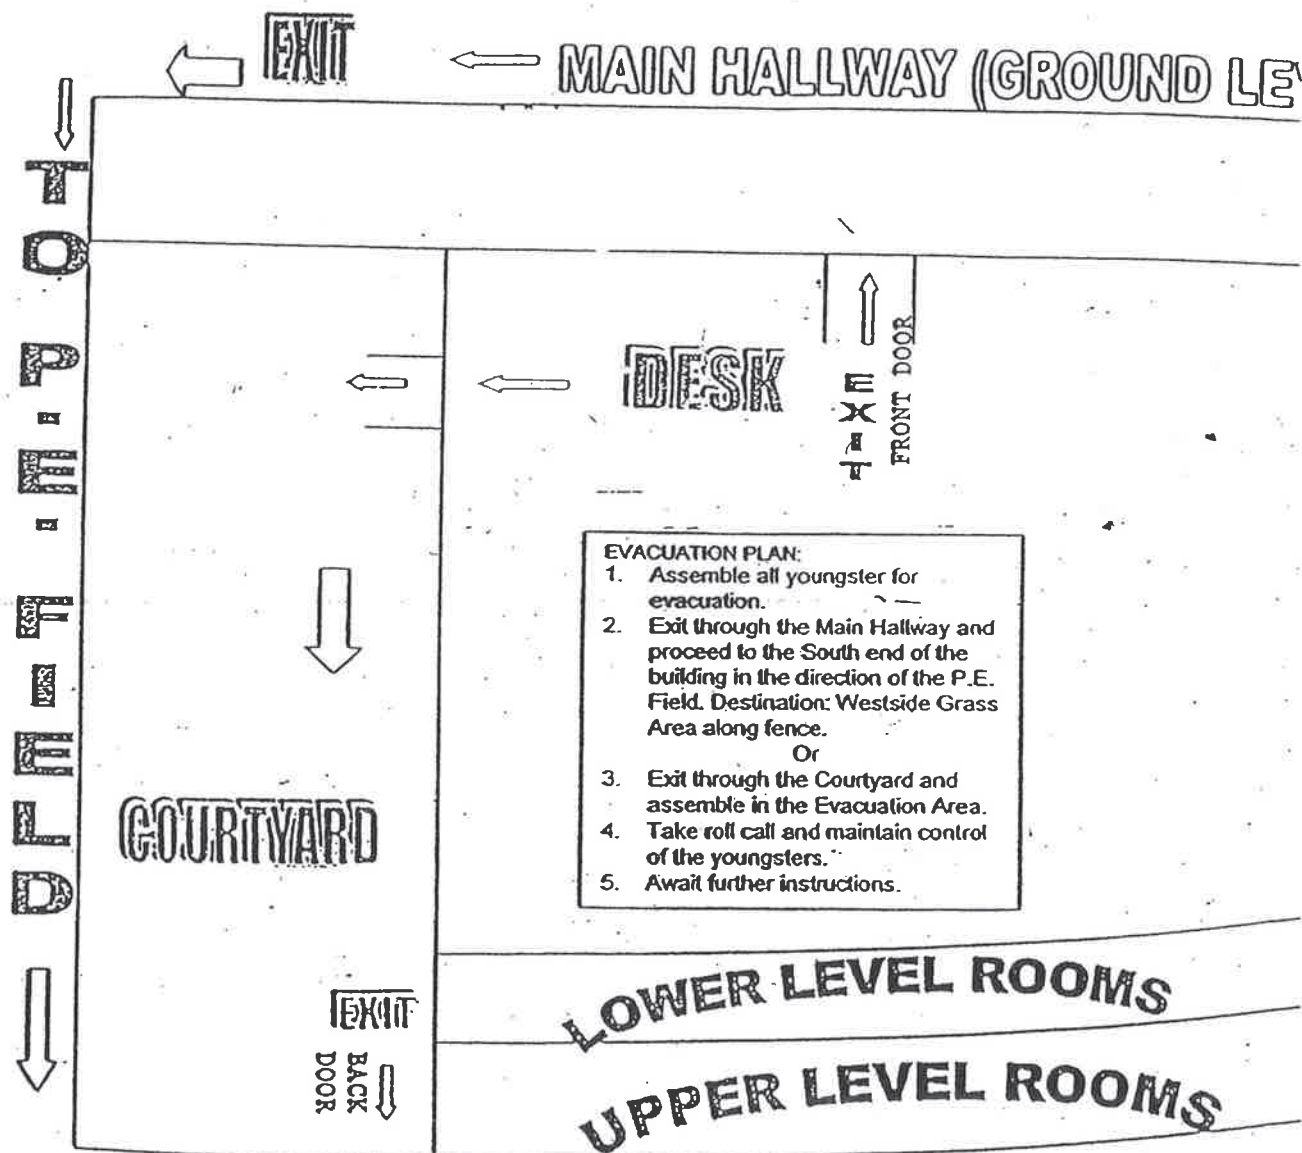 EXIT
MAIN HALLWAY (GROUND LE
TO P.E. FIELD
DESK
EXIT
FRONT DOOR
EVACUATION PLAN:
1. Assemble all youngster for
evacuation.
2. Exit through the Main Hallway and
proceed to the South end of the
building in the direction of the P.E.
Field. Destination: Westside Grass
Area along fence.
Or
3. Exit through the Courtyard and
assemble in the Evacuation Area.
4. Take roll call and maintain control
of the youngsters.
5. Await further instructions.
COURTYARD
EXIT
BACK
DOOR
LOWER LEVEL ROOMS
UPPER LEVEL ROOMS